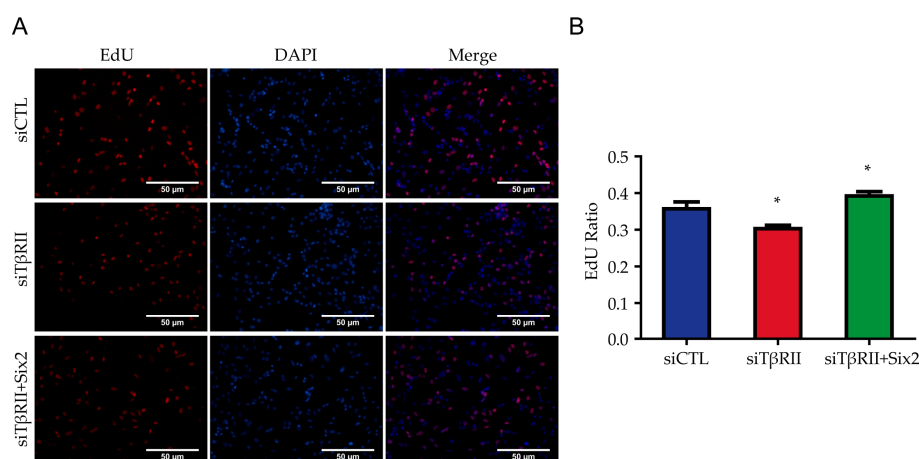 A
EdU DAPI Merge
siCTL
50 µm 50 µm 50 µm
siTβRII
50 µm 50 µm 50 µm
siTβRII+Six2
50 µm 50 µm 50 µm
B
EdU Ratio
0.5
0.4
0.3
0.2
0.1
0.0
* *
siCTL siTβRII siTβRII+Six2